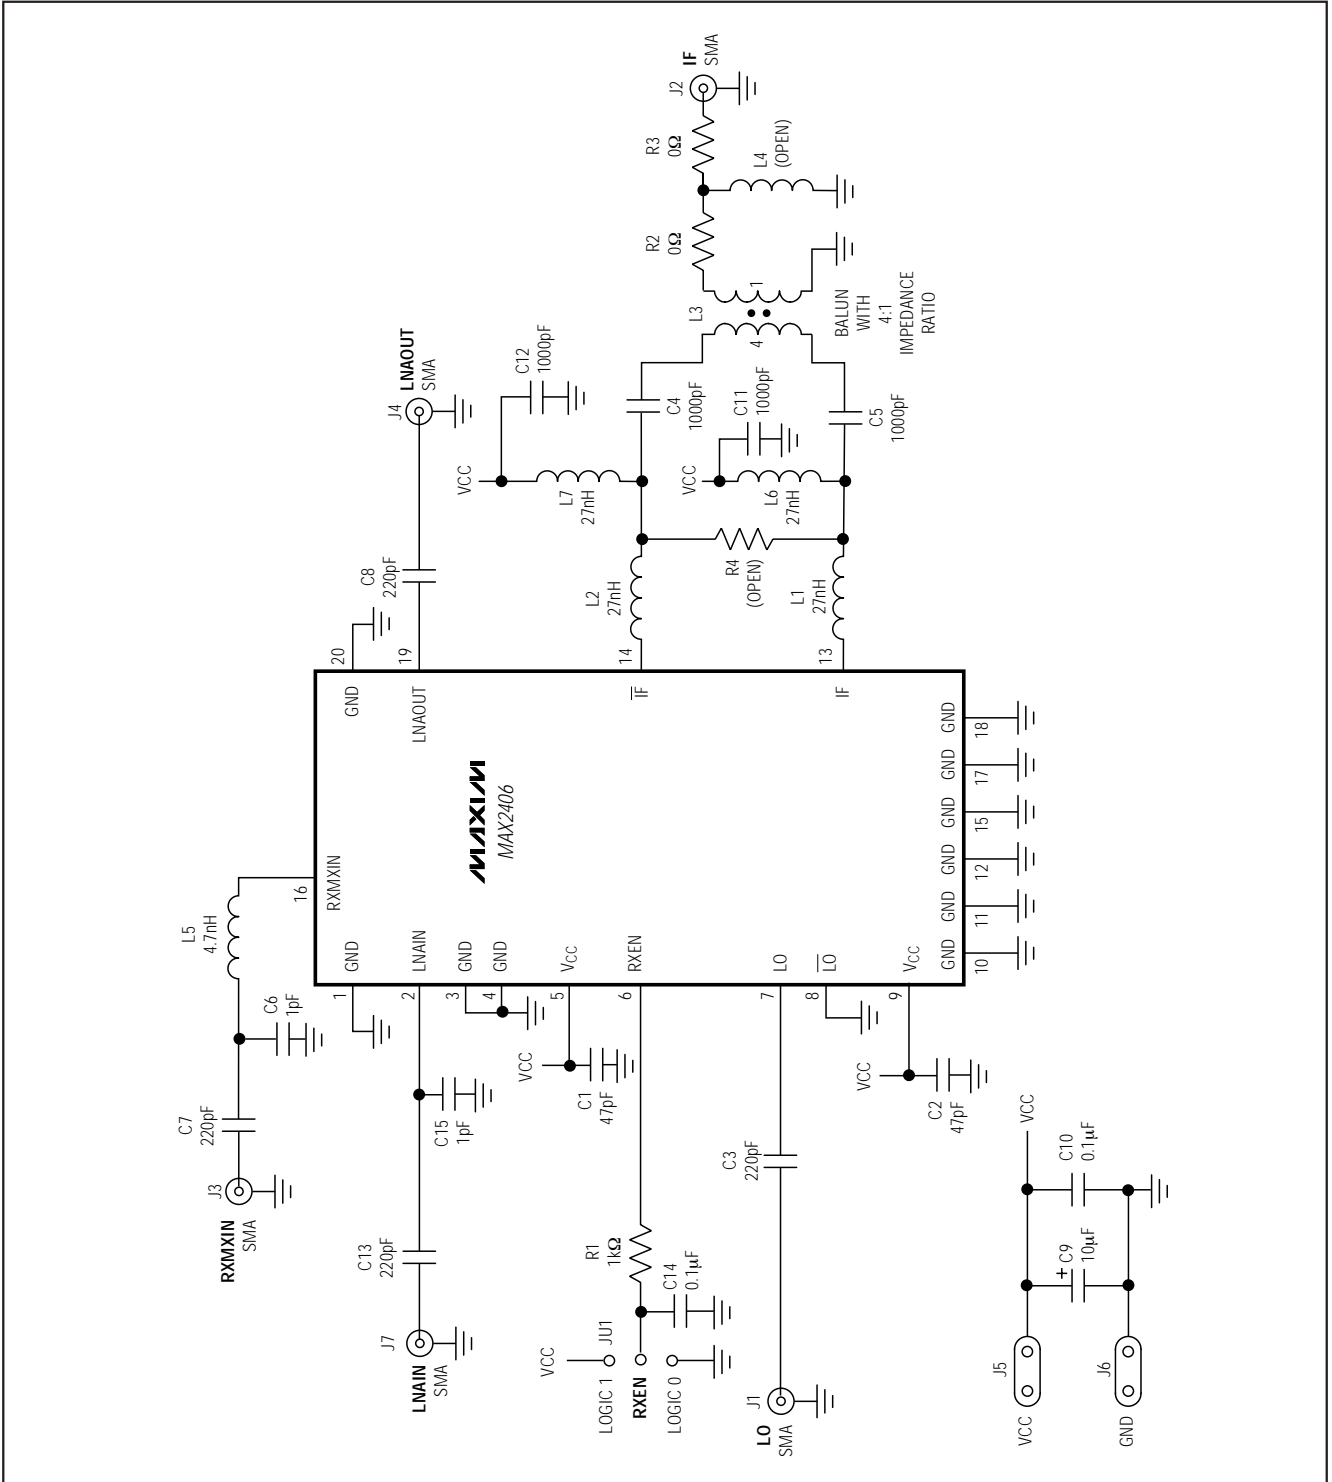 RXMXIN
SMA
J3
C7
220pF
C6
1pF
L5
4.7nH
16
RXMXIN
LNAIN
SMA
J7
C13
220pF
C15
1pF
1
GND
2
LNAIN
3
GND
4
GND
VCC
C1
47pF
5
VCC
VCC
LOGIC 1
JU1
RXEN
LOGIC 0
C14
0.1µF
R1
1kΩ
6
RXEN
LO
SMA
J1
C3
220pF
7
LO
8
LO
VCC
C2
47pF
9
VCC
MAXIM
MAX2406
GND
10
GND
11
GND
12
GND
15
GND
17
GND
18
GND
20
LNAOUT
19
C8
220pF
J4
LNAOUT
SMA
IF
14
L2
27nH
VCC
L7
27nH
C12
1000pF
C4
1000pF
R4
(OPEN)
VCC
L6
27nH
C11
1000pF
IF
13
L1
27nH
C5
1000pF
L3
4
1
BALUN
WITH
4:1
IMPEDANCE
RATIO
R2
0Ω
R3
0Ω
L4
(OPEN)
J2
IF
SMA
VCC
J5
C9
+
10µF
C10
0.1µF
VCC
GND
J6